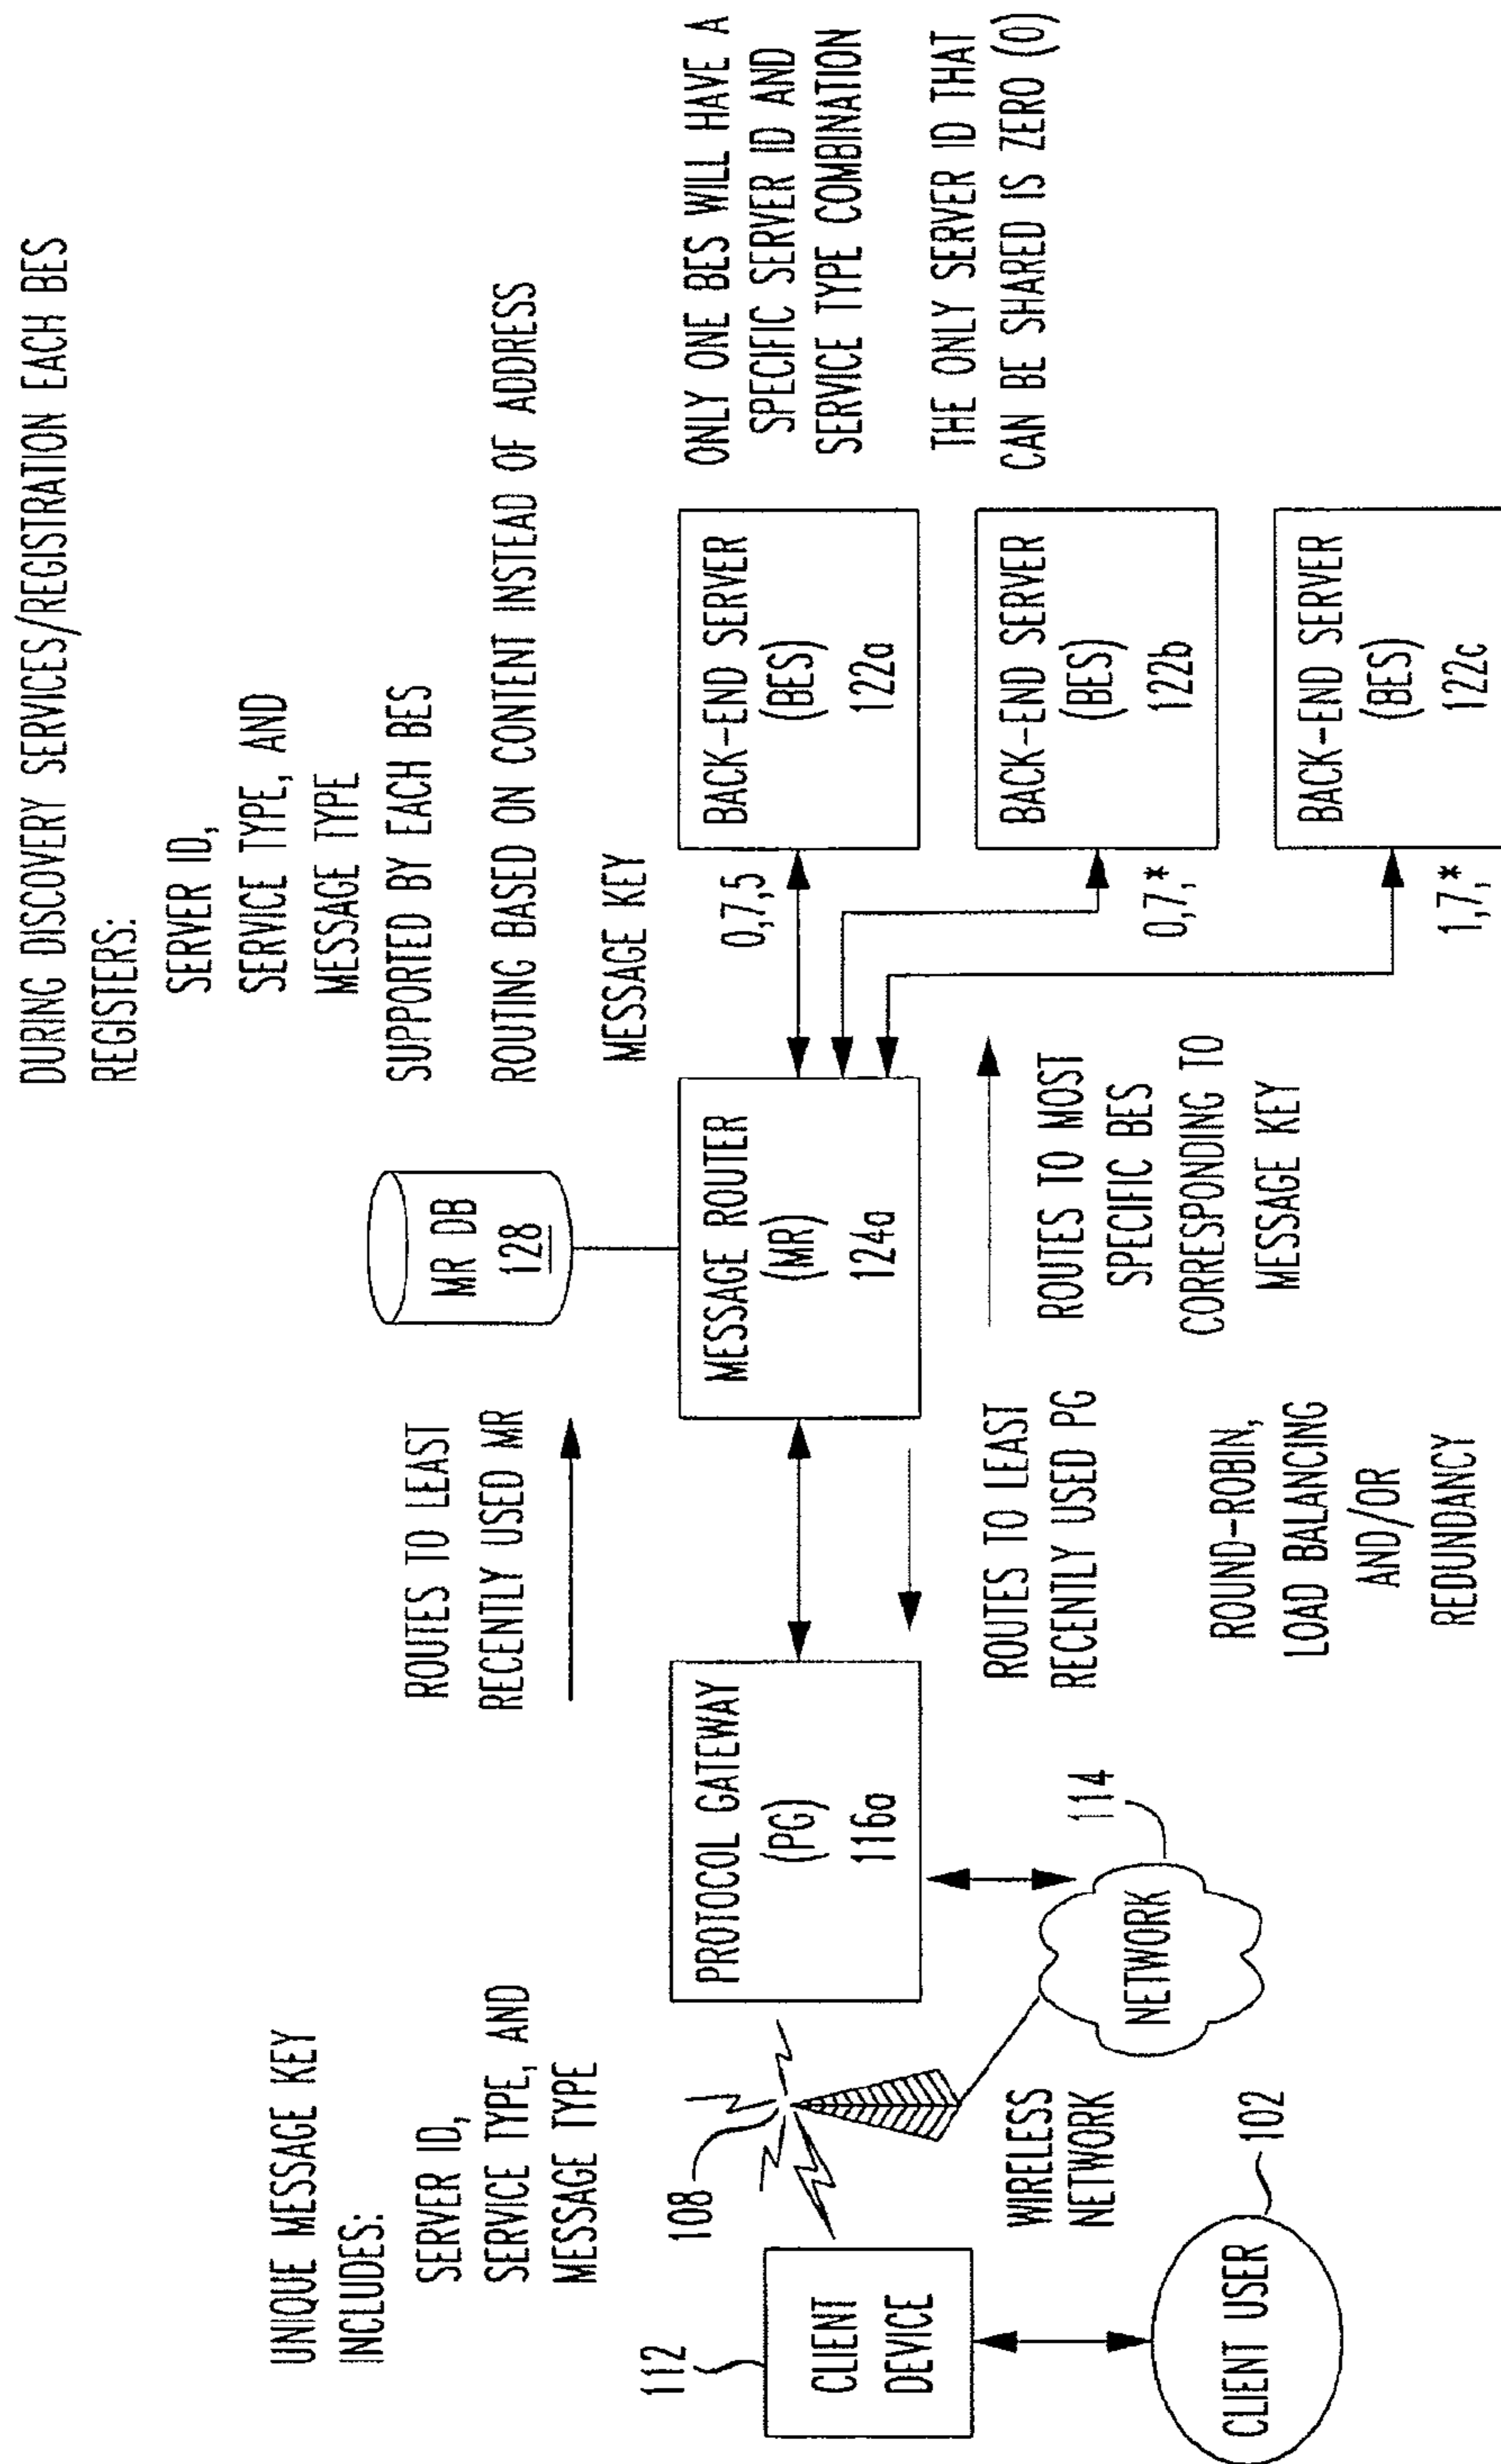 DURING DISCOVERY SERVICES/REGISTRATION EACH BES
REGISTERS:
SERVER ID,
SERVICE TYPE, AND
MESSAGE TYPE
SUPPORTED BY EACH BES
ROUTING BASED ON CONTENT INSTEAD OF ADDRESS
UNIQUE MESSAGE KEY
INCLUDES:
SERVER ID,
SERVICE TYPE, AND
MESSAGE TYPE
ROUTES TO LEAST
RECENTLY USED MR
MR DB
128
MESSAGE KEY
112
CLIENT
DEVICE
108
WIRELESS
NETWORK
CLIENT USER
102
PROTOCOL GATEWAY
(PG)
116a
NETWORK
114
MESSAGE ROUTER
(MR)
124a
ROUTES TO LEAST
RECENTLY USED PG
ROUND-ROBIN,
LOAD BALANCING
AND/OR
REDUNDANCY
ROUTES TO MOST
SPECIFIC BES
CORRESPONDING TO
MESSAGE KEY
0,7,5
BACK-END SERVER
(BES)
122a
0,7,*
BACK-END SERVER
(BES)
122b
1,7,*
BACK-END SERVER
(BES)
122c
ONLY ONE BES WILL HAVE A
SPECIFIC SERVER ID AND
SERVICE TYPE COMBINATION
THE ONLY SERVER ID THAT
CAN BE SHARED IS ZERO (0)